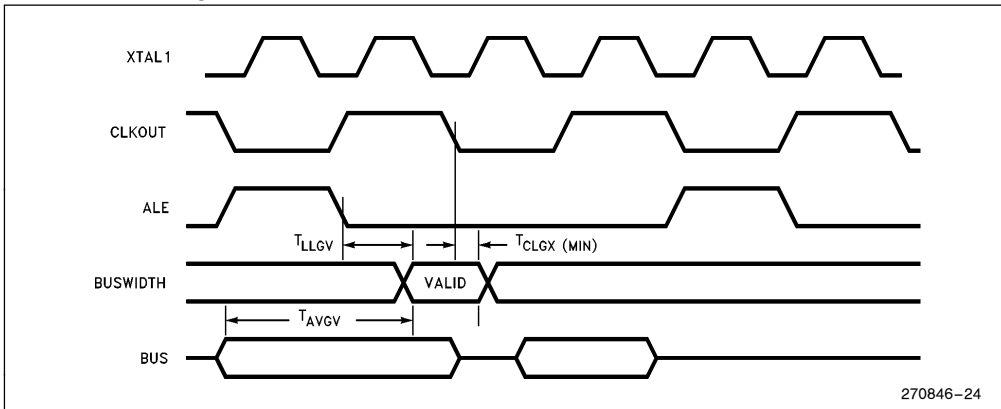 XTAL1
CLKOUT
ALE
TLLGV
TCLGX (MIN)
BUSWIDTH
VALID
TAVGV
BUS
270846-24